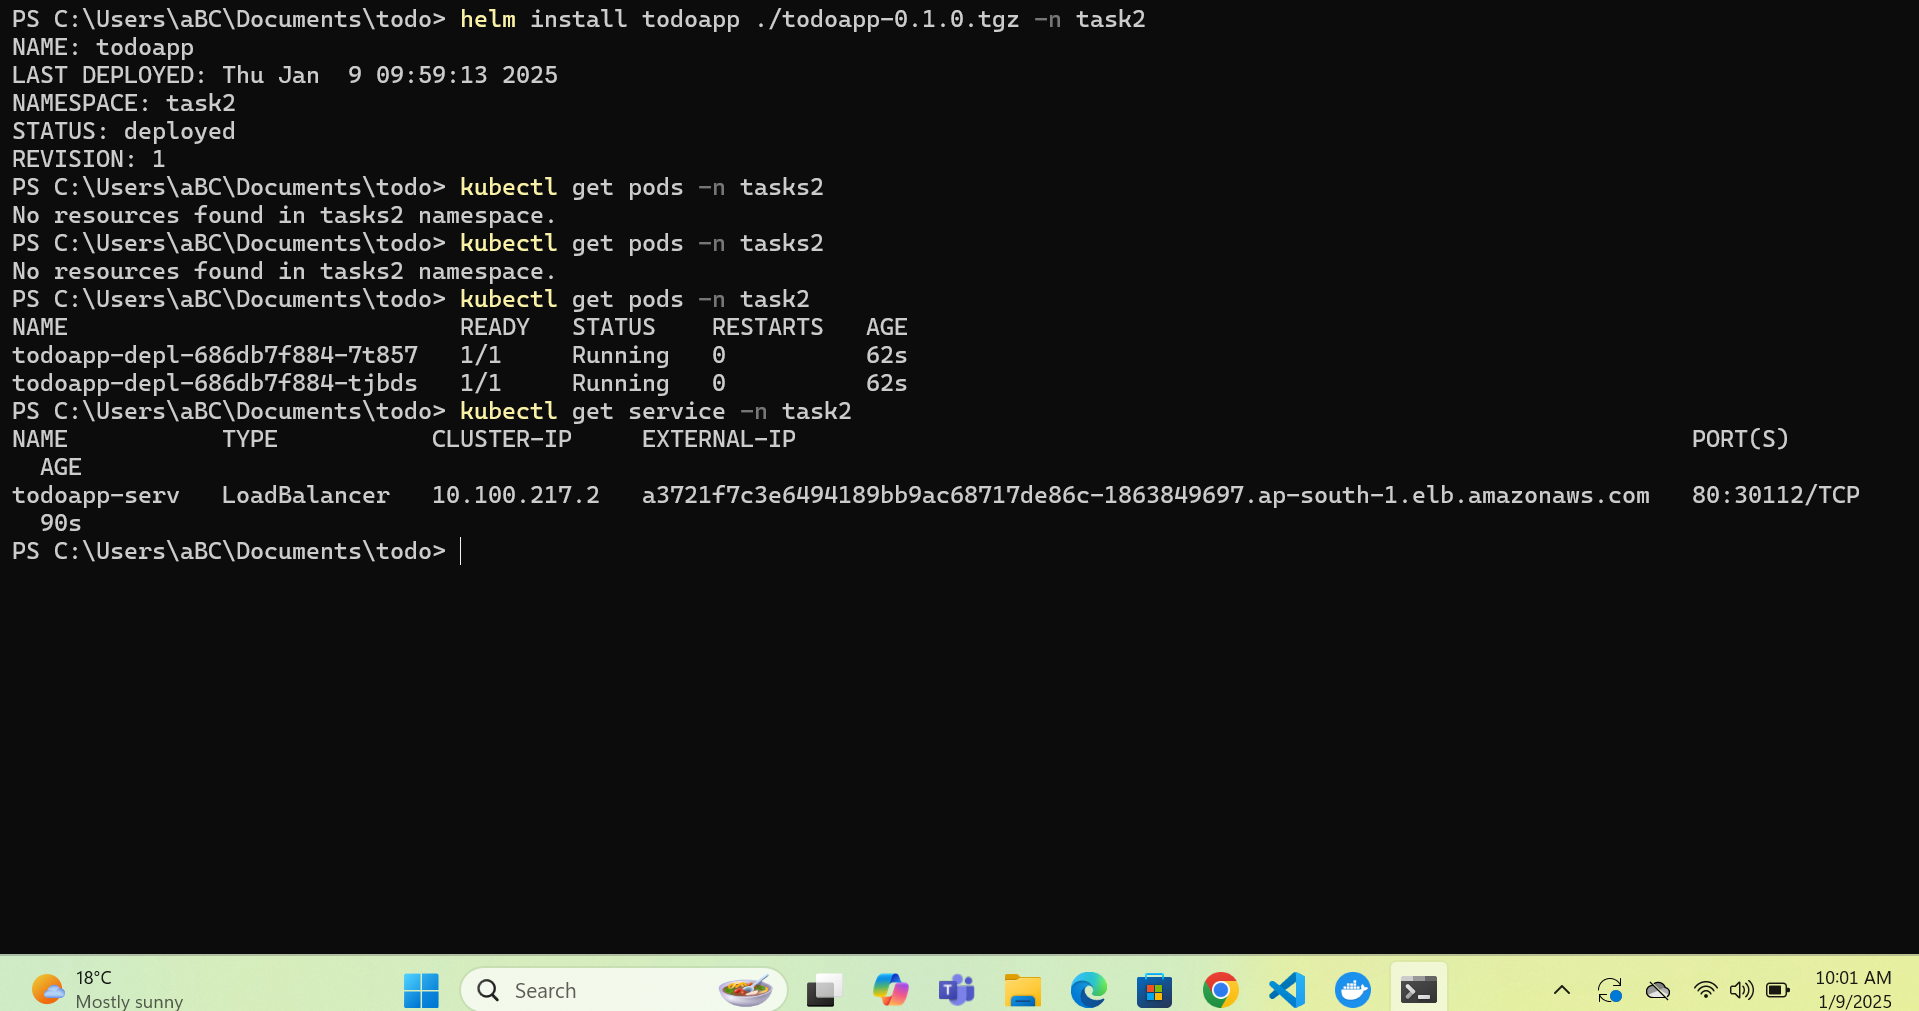 PS C:\Users\aBC\Documents\todo> helm install todoapp ./todoapp-0.1.0.tgz -n task2
NAME: todoapp
LAST DEPLOYED: Thu Jan  9 09:59:13 2025
NAMESPACE: task2
STATUS: deployed
REVISION: 1
PS C:\Users\aBC\Documents\todo> kubectl get pods -n tasks2
No resources found in tasks2 namespace.
PS C:\Users\aBC\Documents\todo> kubectl get pods -n tasks2
No resources found in tasks2 namespace.
PS C:\Users\aBC\Documents\todo> kubectl get pods -n task2
NAME                            READY   STATUS    RESTARTS   AGE
todoapp-depl-686db7f884-7t857   1/1     Running   0          62s
todoapp-depl-686db7f884-tjbds   1/1     Running   0          62s
PS C:\Users\aBC\Documents\todo> kubectl get service -n task2
NAME           TYPE           CLUSTER-IP     EXTERNAL-IP                                                                PORT(S)
  AGE
todoapp-serv   LoadBalancer   10.100.217.2   a3721f7c3e6494189bb9ac68717de86c-1863849697.ap-south-1.elb.amazonaws.com   80:30112/TCP
  90s
PS C:\Users\aBC\Documents\todo>
18°C
Mostly sunny
Search
10:01 AM
1/9/2025